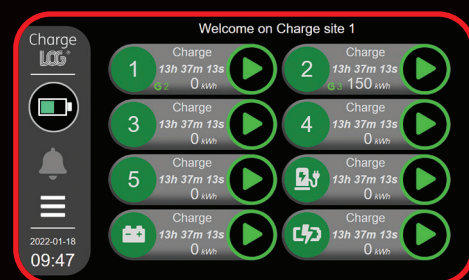 Welcome on Charge site 1
Charge
LOG
2022-01-18
09:47
1
Charge
13h 37m 13s
G2
0 kWh
2
Charge
13h 37m 13s
G3
150 kWh
3
Charge
13h 37m 13s
0 kWh
4
Charge
13h 37m 13s
0 kWh
5
Charge
13h 37m 13s
0 kWh
Charge
13h 37m 13s
0 kWh
Charge
13h 37m 13s
0 kWh
Charge
13h 37m 13s
0 kWh